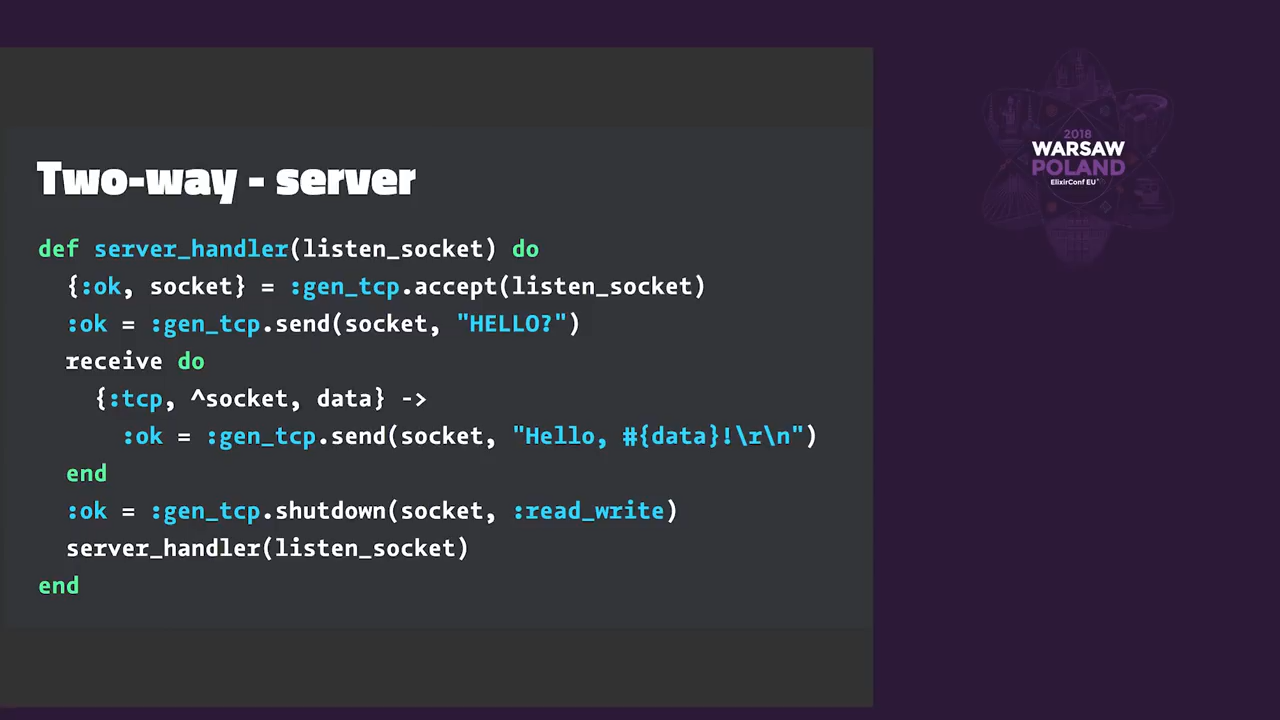 Two-way - server
def server_handler(listen_socket) do
  {:ok, socket} = :gen_tcp.accept(listen_socket)
  :ok = :gen_tcp.send(socket, "HELLO?")
  receive do
    {:tcp, ^socket, data} ->
      :ok = :gen_tcp.send(socket, "Hello, #{data}!\r\n")
  end
  :ok = :gen_tcp.shutdown(socket, :read_write)
  server_handler(listen_socket)
end
2018
WARSAW
POLAND
ElixirConf EU